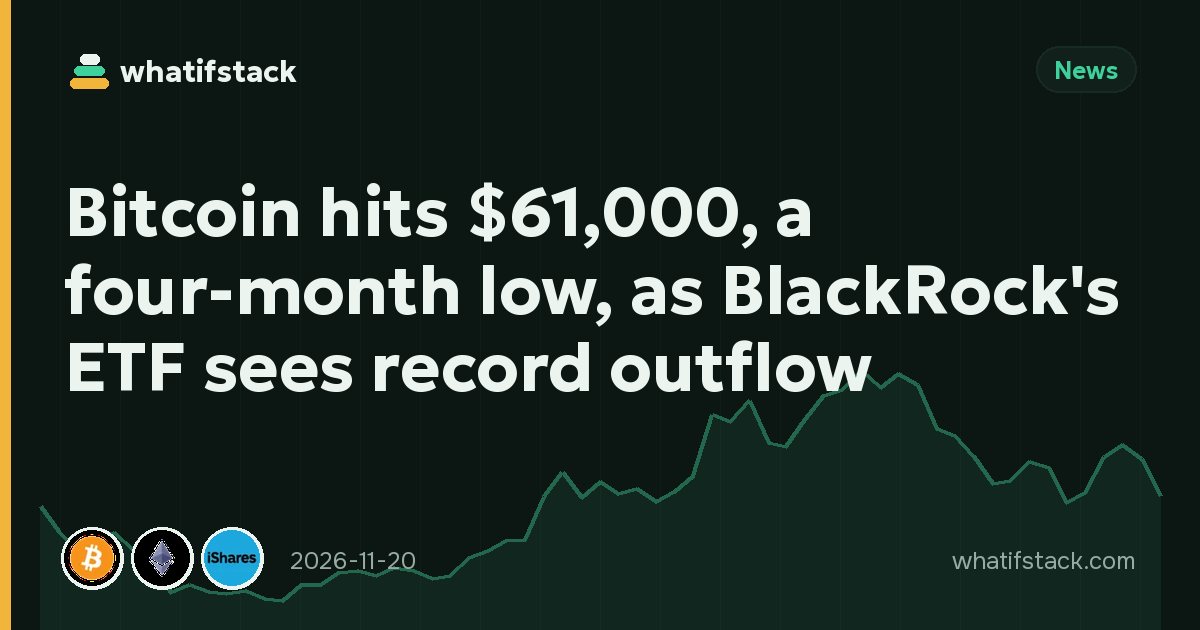 whatifstack
News
Bitcoin hits $61,000, a
four-month low, as BlackRock's
ETF sees record outflow
iShares
2026-11-20
whatifstack.com